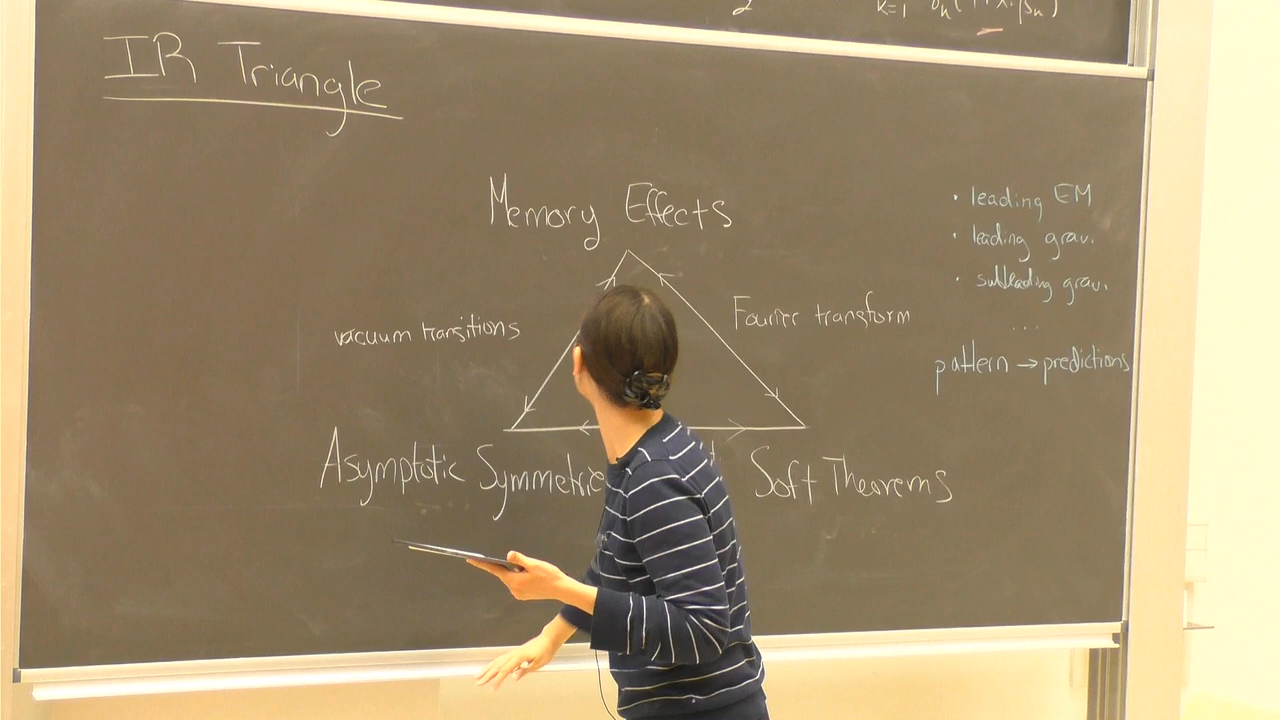 IR Triangle
Memory Effects
vacuum transitions
Fourier transform
Asymptotic Symmetrie
Soft Theorems
• leading EM
• leading grav.
• subleading grav.
....
pattern → predictions